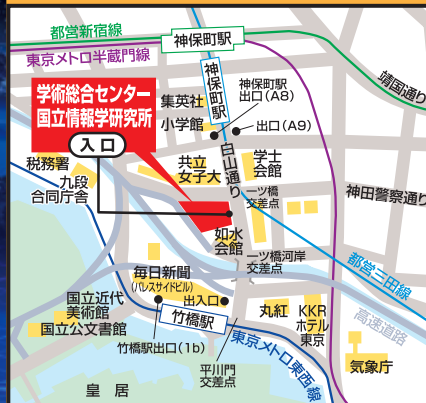 都営新宿線
東京メトロ半蔵門線
神保町駅
靖国通り
神保町駅
神保町駅
出口(A8)
出口(A9)
学術総合センター
国立情報学研究所
入口
集英社
小学館
白山通り
税務署
九段
合同庁舎
共立
女子大
学士
会館
一ツ橋
交差点
神田警察通り
如水
会館
一ツ橋河岸
交差点
都営三田線
高速道路
毎日新聞
(パレスサイドビル)
出入口
竹橋駅
国立近代
美術館
国立公文書館
竹橋駅出口(1b)
丸紅
KKR
ホテル
東京
東京メトロ東西線
平川門
交差点
気象庁
皇居